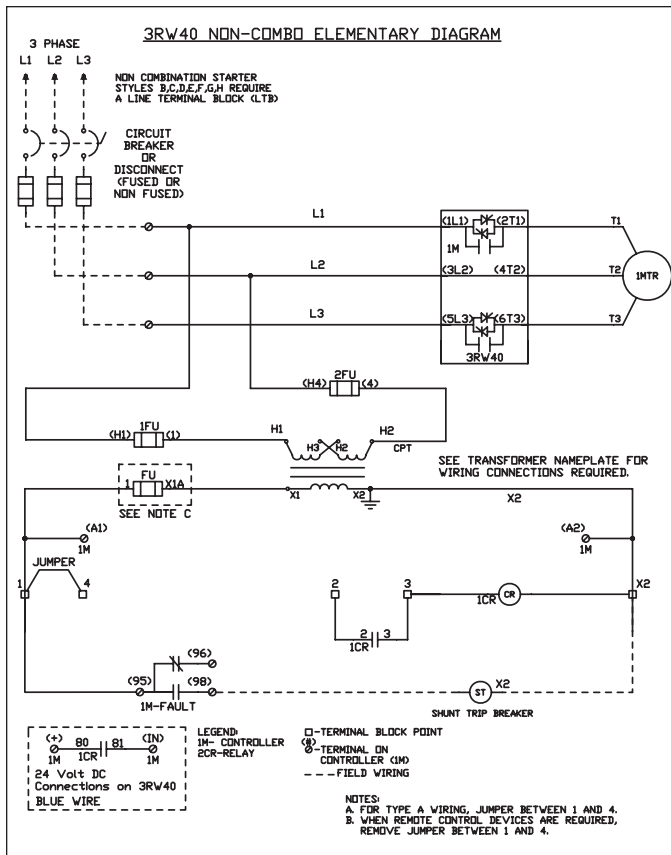 3RW40 NON-COMBO ELEMENTARY DIAGRAM
3 PHASE
L1 L2 L3
NON COMBINATION STARTER
STYLES B,C,D,E,F,G,H REQUIRE
A LINE TERMINAL BLOCK (LTB)
CIRCUIT
BREAKER
OR
DISCONNECT
(FUSED OR
NON FUSED)
L1
(1L1) (2T1)
T1
1M
L2
(3L2) (4T2)
T2
1MTR
L3
(5L3) (6T3)
T3
3RW40
2FU
(H4) (4)
1FU
(H1) (1)
H1 H3 H2 H2
CPT
SEE TRANSFORMER NAMEPLATE FOR
WIRING CONNECTIONS REQUIRED.
FU
1 X1A
X1 X2
X2
SEE NOTE C
(A1)
1M
(A2)
1M
JUMPER
1 4
2 3
1CR
CR
X2
2 3
1CR
(96)
(95) (98)
1M-FAULT
ST
X2
SHUNT TRIP BREAKER
(+) 80 81 (IN)
1M 1CR 1M
24 Volt DC
Connections on 3RW40
BLUE WIRE
LEGEND:
1M- CONTROLLER
2CR-RELAY
-TERMINAL BLOCK POINT
(#)
-TERMINAL ON
CONTROLLER (1M)
----FIELD WIRING
NOTES:
A. FOR TYPE A WIRING, JUMPER BETWEEN 1 AND 4.
B. WHEN REMOTE CONTROL DEVICES ARE REQUIRED,
REMOVE JUMPER BETWEEN 1 AND 4.